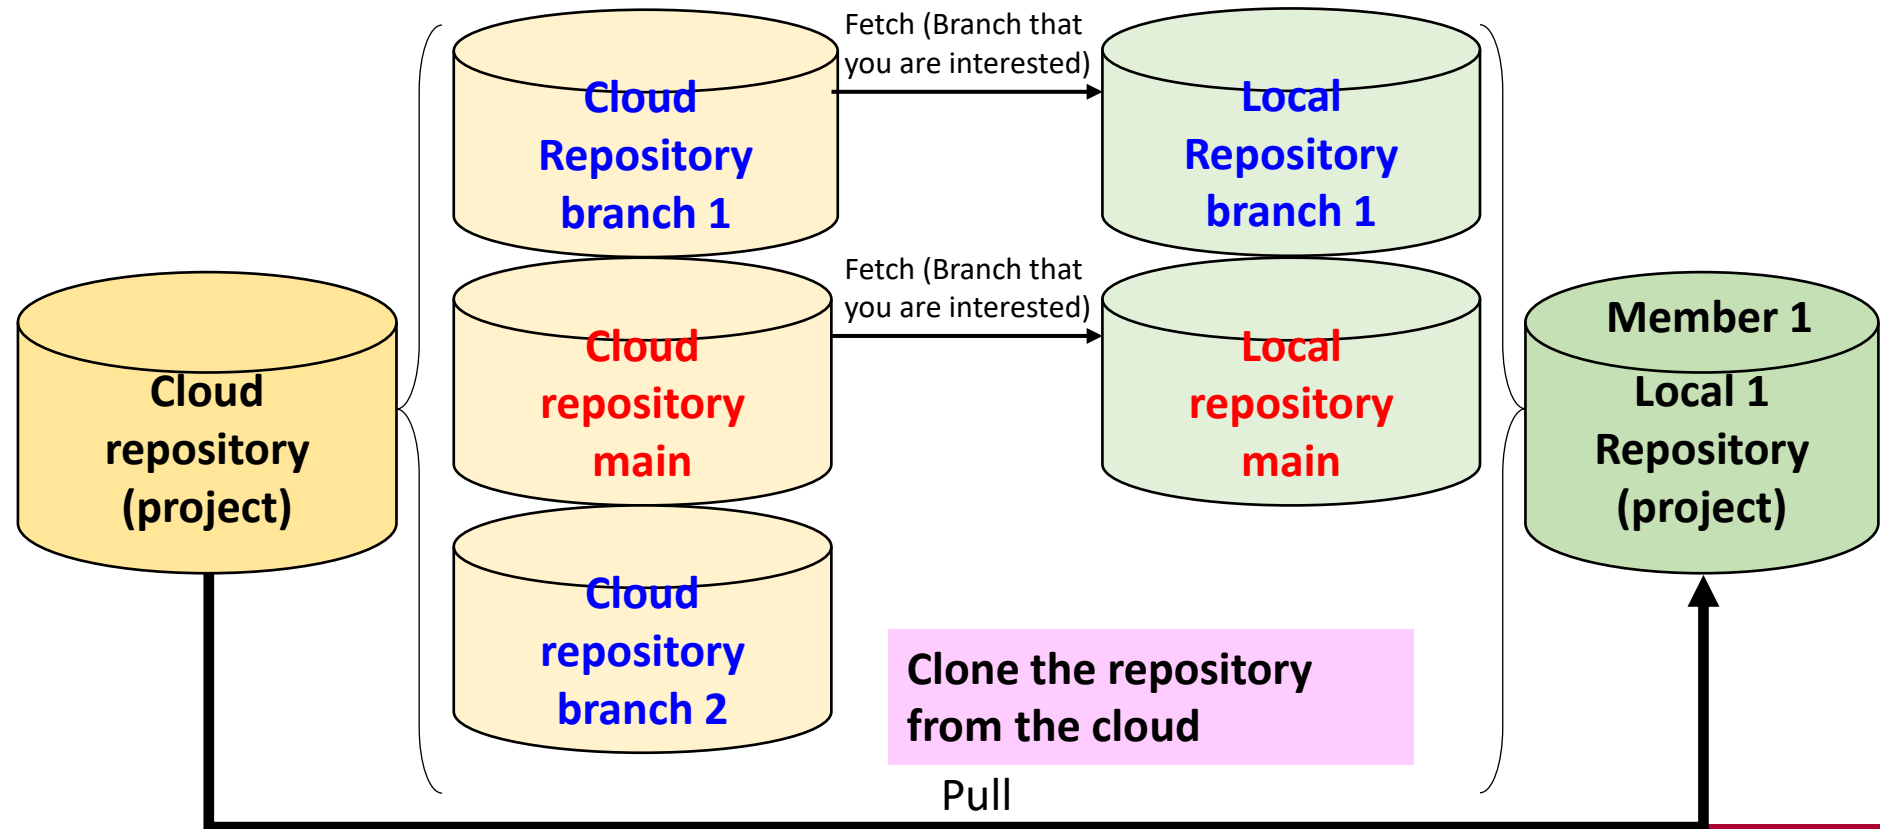 Cloud
repository
(project)
Cloud
Repository
branch 1
Cloud
repository
main
Cloud
repository
branch 2
Fetch (Branch that
you are interested)
Fetch (Branch that
you are interested)
Local
Repository
branch 1
Local
repository
main
Member 1
Local 1
Repository
(project)
Clone the repository
from the cloud
Pull